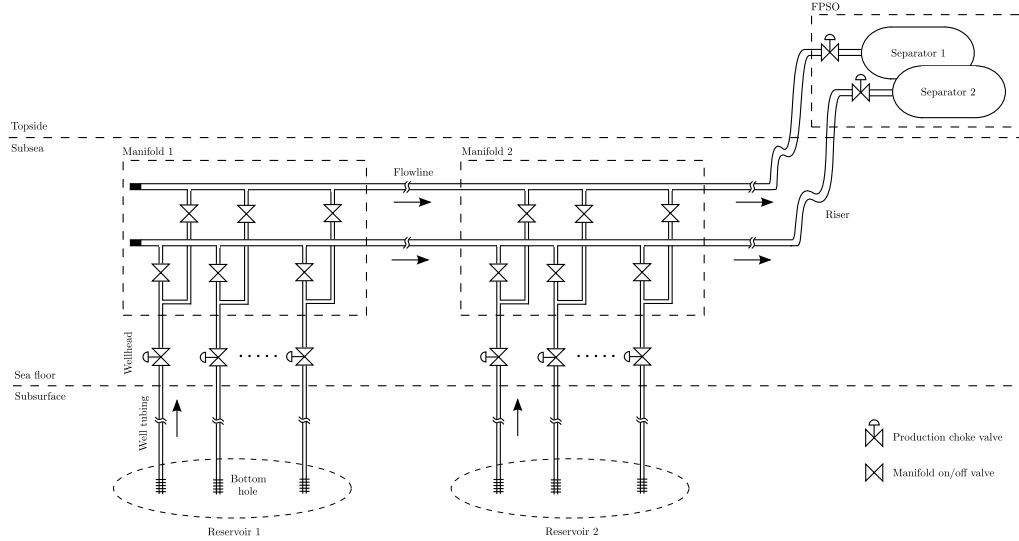 FPSO
Separator 1
Separator 2
Topside
Subsea
Manifold 1
Manifold 2
Flowline
Riser
Wellhead
Sea floor
Subsurface
Well tubing
Production choke valve
Manifold on/off valve
Bottom
hole
Reservoir 1
Reservoir 2